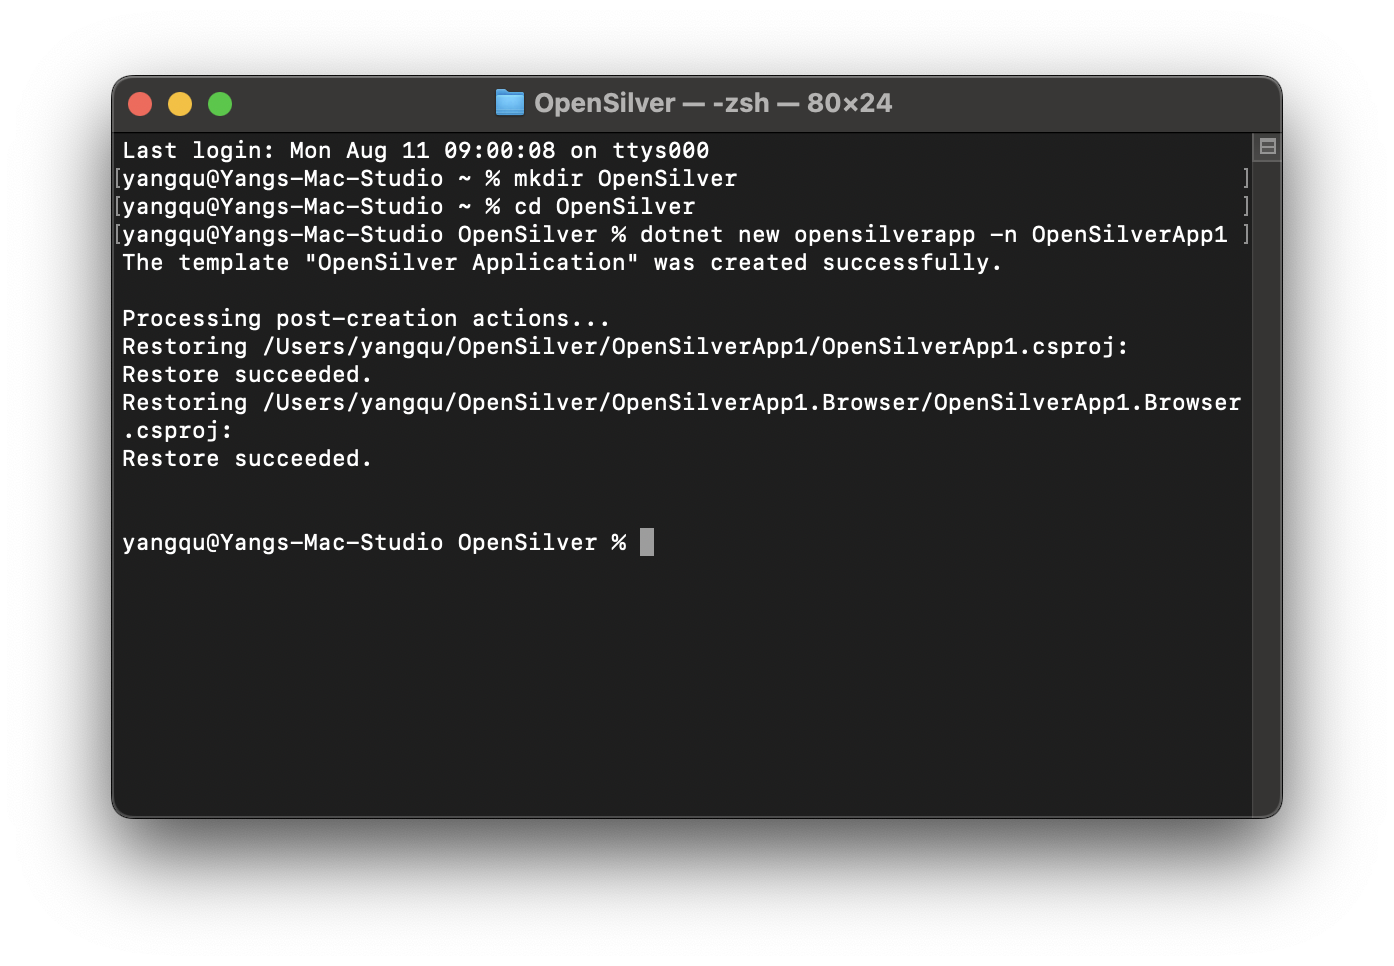 OpenSilver — -zsh — 80×24
Last login: Mon Aug 11 09:00:08 on ttys000
[yangqu@Yangs-Mac-Studio ~ % mkdir OpenSilver ]
[yangqu@Yangs-Mac-Studio ~ % cd OpenSilver ]
[yangqu@Yangs-Mac-Studio OpenSilver % dotnet new opensilverapp -n OpenSilverApp1 ]
The template "OpenSilver Application" was created successfully.
Processing post-creation actions...
Restoring /Users/yangqu/OpenSilver/OpenSilverApp1/OpenSilverApp1.csproj:
Restore succeeded.
Restoring /Users/yangqu/OpenSilver/OpenSilverApp1.Browser/OpenSilverApp1.Browser
.csproj:
Restore succeeded.
yangqu@Yangs-Mac-Studio OpenSilver %